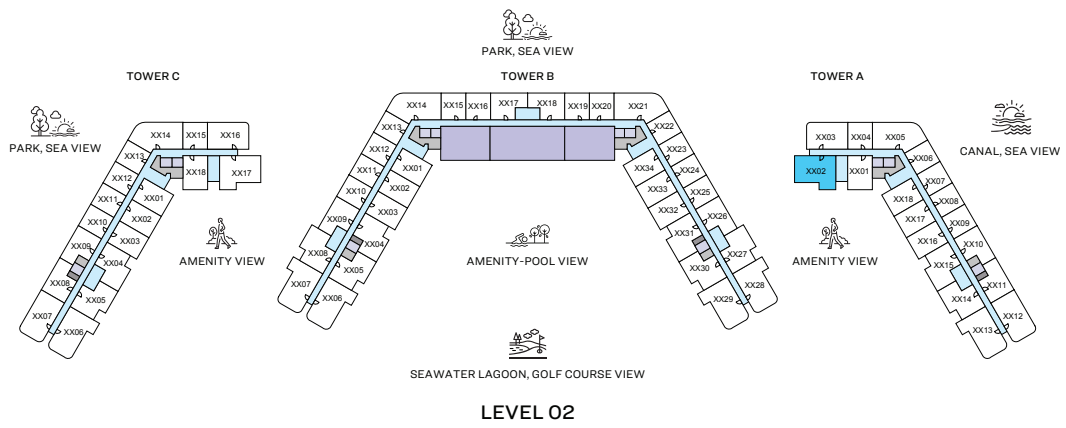 PARK, SEA VIEW
TOWER C
TOWER B
TOWER A
PARK, SEA VIEW
CANAL, SEA VIEW
XX14
XX15
XX16
XX13
XX18
XX17
XX12
XX01
XX11
XX02
XX10
XX03
XX09
XX04
XX08
XX05
XX07
XX06
AMENITY VIEW
XX14
XX15
XX16
XX17
XX18
XX19
XX20
XX21
XX13
XX22
XX12
XX23
XX11
XX01
XX34
XX24
XX10
XX02
XX33
XX25
XX09
XX03
XX32
XX26
XX08
XX04
XX31
XX27
XX05
XX30
XX28
XX07
XX06
XX29
AMENITY-POOL VIEW
XX03
XX04
XX05
XX02
XX01
XX06
XX07
XX18
XX08
XX17
XX09
XX16
XX10
XX15
XX11
XX14
XX12
XX13
AMENITY VIEW
SEAWATER LAGOON, GOLF COURSE VIEW
LEVEL 02